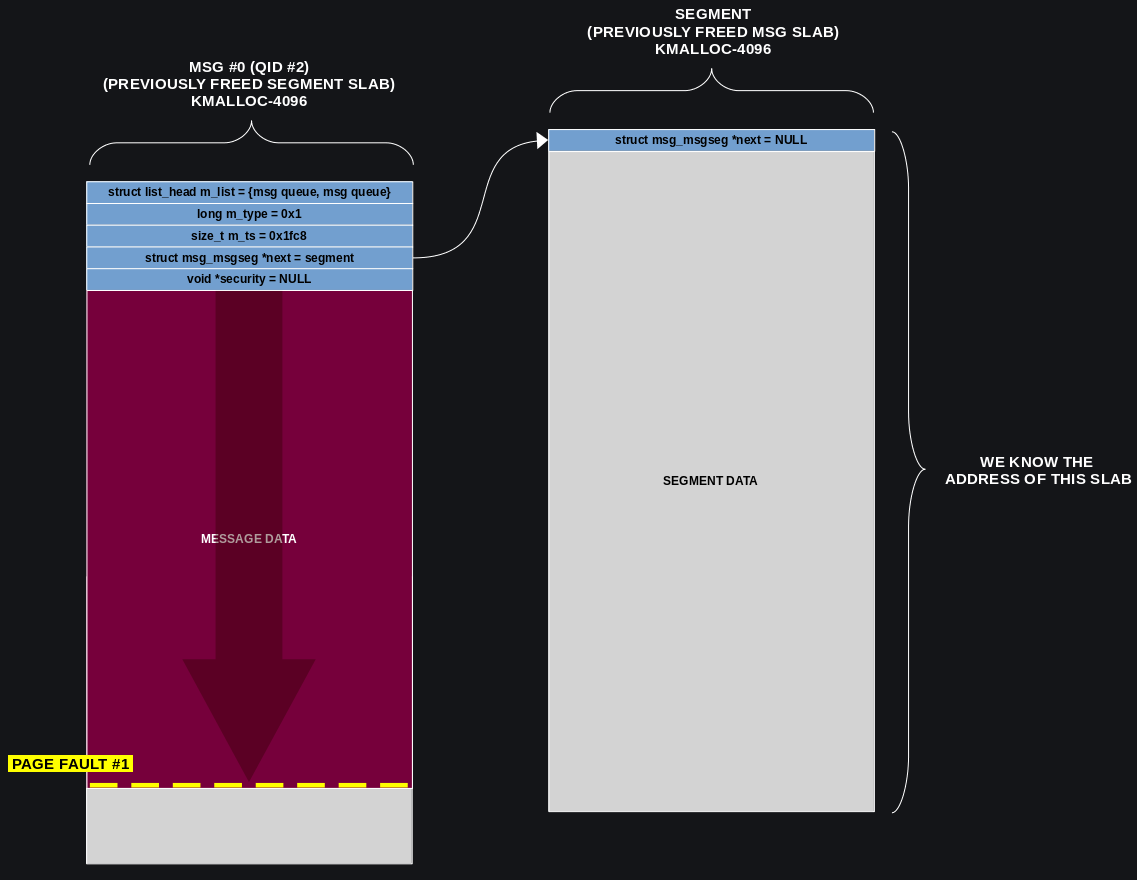 SEGMENT
(PREVIOUSLY FREED MSG SLAB)
KMALLOC-4096
MSG #0 (QID #2)
(PREVIOUSLY FREED SEGMENT SLAB)
KMALLOC-4096
struct msg_msgseg *next = NULL
struct list_head m_list = {msg queue, msg queue}
long m_type = 0x1
size_t m_ts = 0x1fc8
struct msg_msgseg *next = segment
void *security = NULL
WE KNOW THE
ADDRESS OF THIS SLAB
SEGMENT DATA
MESSAGE DATA
PAGE FAULT #1